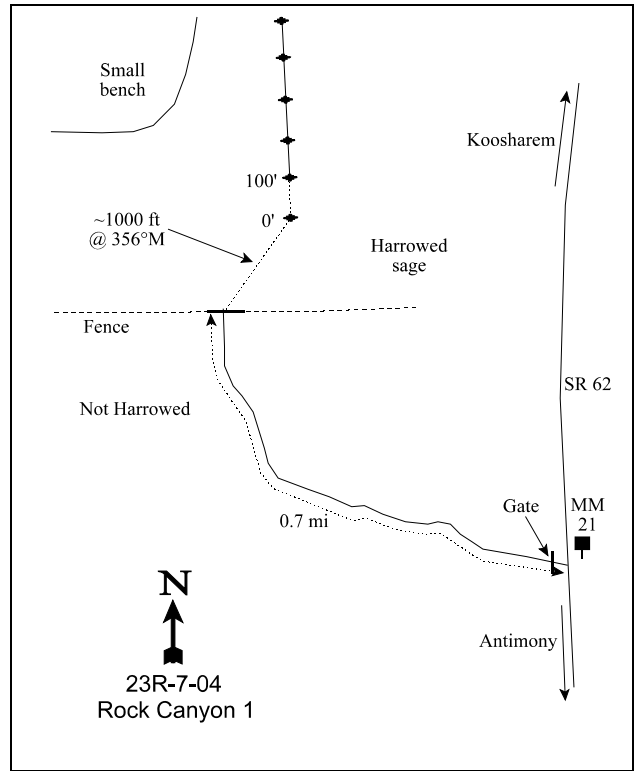 Small
bench
Koosharem
100'
0'
~1000 ft
@ 356°M
Harrowed
sage
Fence
SR 62
Not Harrowed
Gate
MM
21
0.7 mi
N
Antimony
23R-7-04
Rock Canyon 1